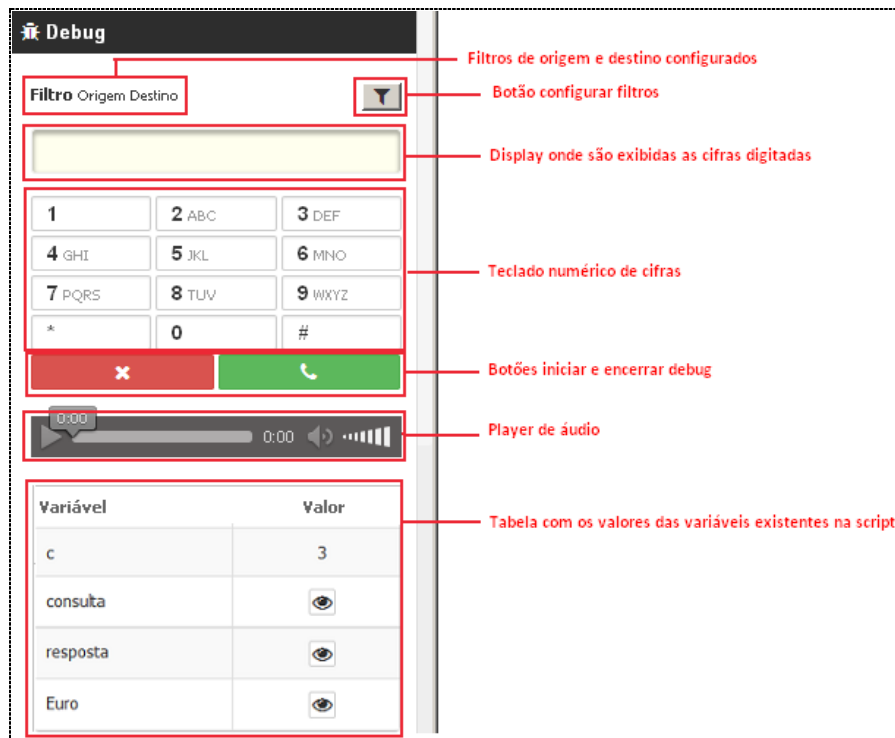 Debug
Filtros de origem e destino configurados
Filtro Origem Destino
Botão configurar filtros
Display onde são exibidas as cifras digitadas
1 2 ABC 3 DEF
4 GHI 5 JKL 6 MNO
Teclado numérico de cifras
7 PQRS 8 TUV 9 WXYZ
* 0 #
Botões iniciar e encerrar debug
0:00
0:00
Player de áudio
Variável Valor
Tabela com os valores das variáveis existentes na script
c 3
consulta
resposta
Euro